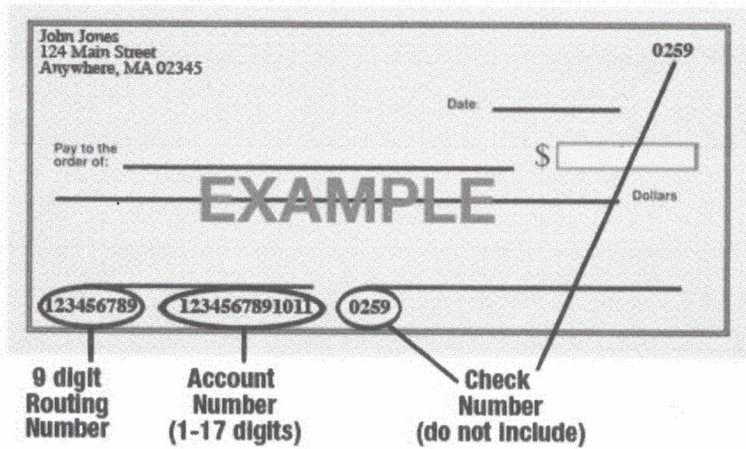 John Jones
124 Main Street
Anywhere, MA 02345
0259
Date:
Pay to the
order of:
$
EXAMPLE
Dollars
123456789 1234567891011 0259
9 digit
Routing
Number
Account
Number
(1-17 digits)
Check
Number
(do not include)